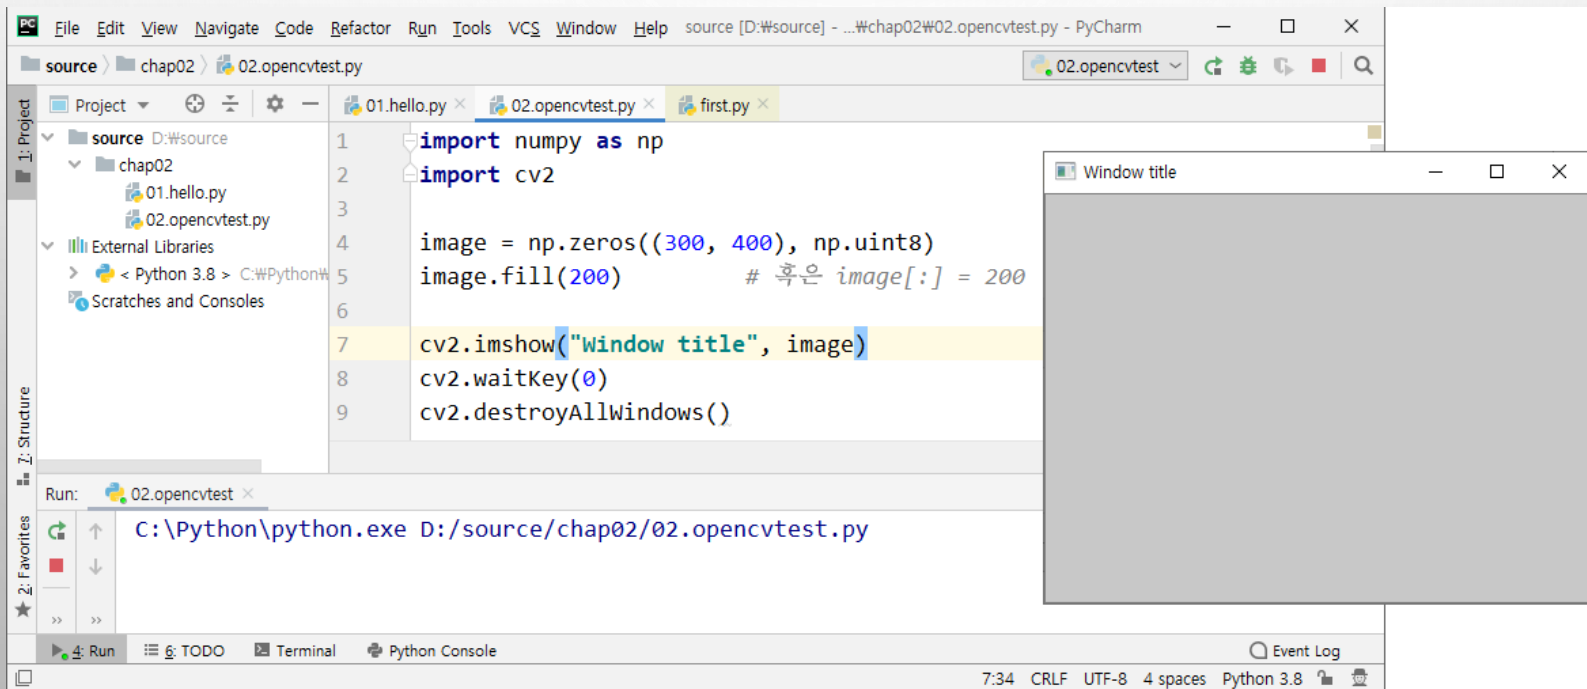 PC File Edit View Navigate Code Refactor Run Tools VCS Window Help source [D:₩source] - ...₩chap02₩02.opencvtest.py - PyCharm
source chap02 02.opencvtest.py
02.opencvtest
1: Project
Project
01.hello.py 02.opencvtest.py first.py
source D:₩source
chap02
01.hello.py
02.opencvtest.py
External Libraries
< Python 3.8 > C:₩Python₩
Scratches and Consoles
1 import numpy as np
2 import cv2
3
4 image = np.zeros((300, 400), np.uint8)
5 image.fill(200) # 혹은 image[:] = 200
6
7 cv2.imshow("Window title", image)
8 cv2.waitKey(0)
9 cv2.destroyAllWindows()
Window title
7: Structure
2: Favorites
Run: 02.opencvtest
C:\Python\python.exe D:/source/chap02/02.opencvtest.py
4: Run 6: TODO Terminal Python Console Event Log
7:34 CRLF UTF-8 4 spaces Python 3.8